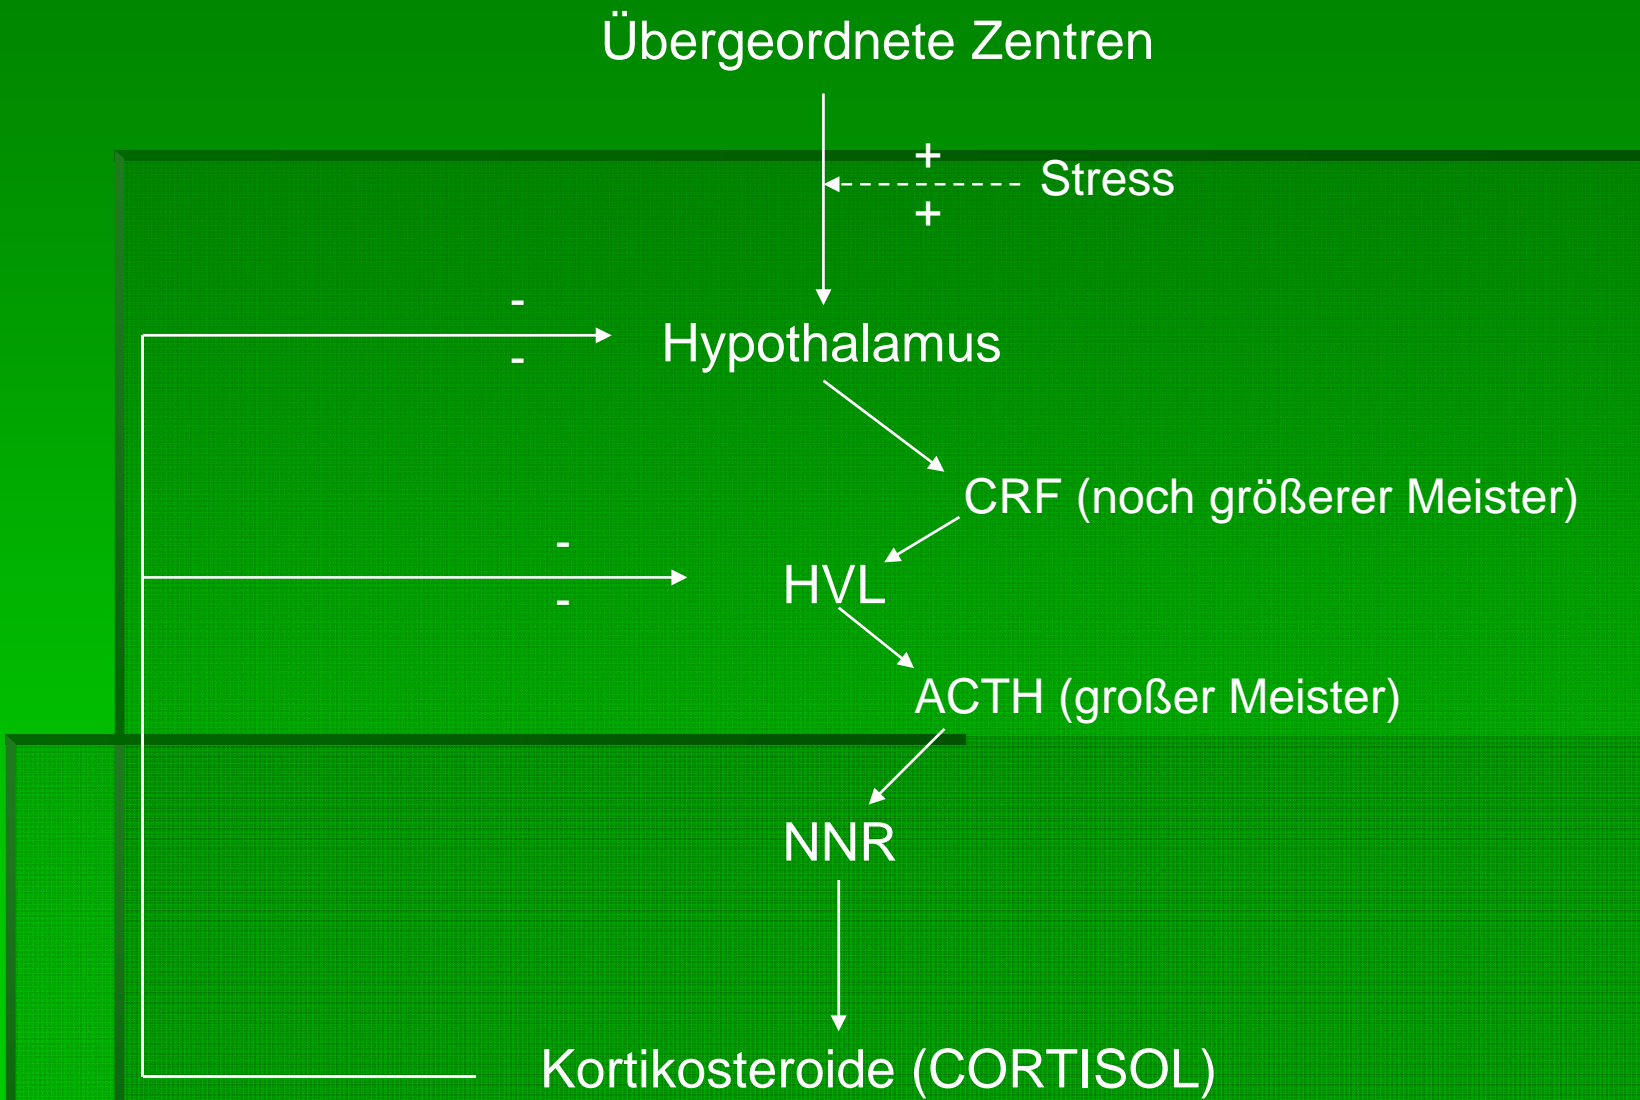 Übergeordnete Zentren
+
Stress
+
-
Hypothalamus
-
CRF (noch größerer Meister)
-
HVL
-
ACTH (großer Meister)
NNR
Kortikosteroide (CORTISOL)